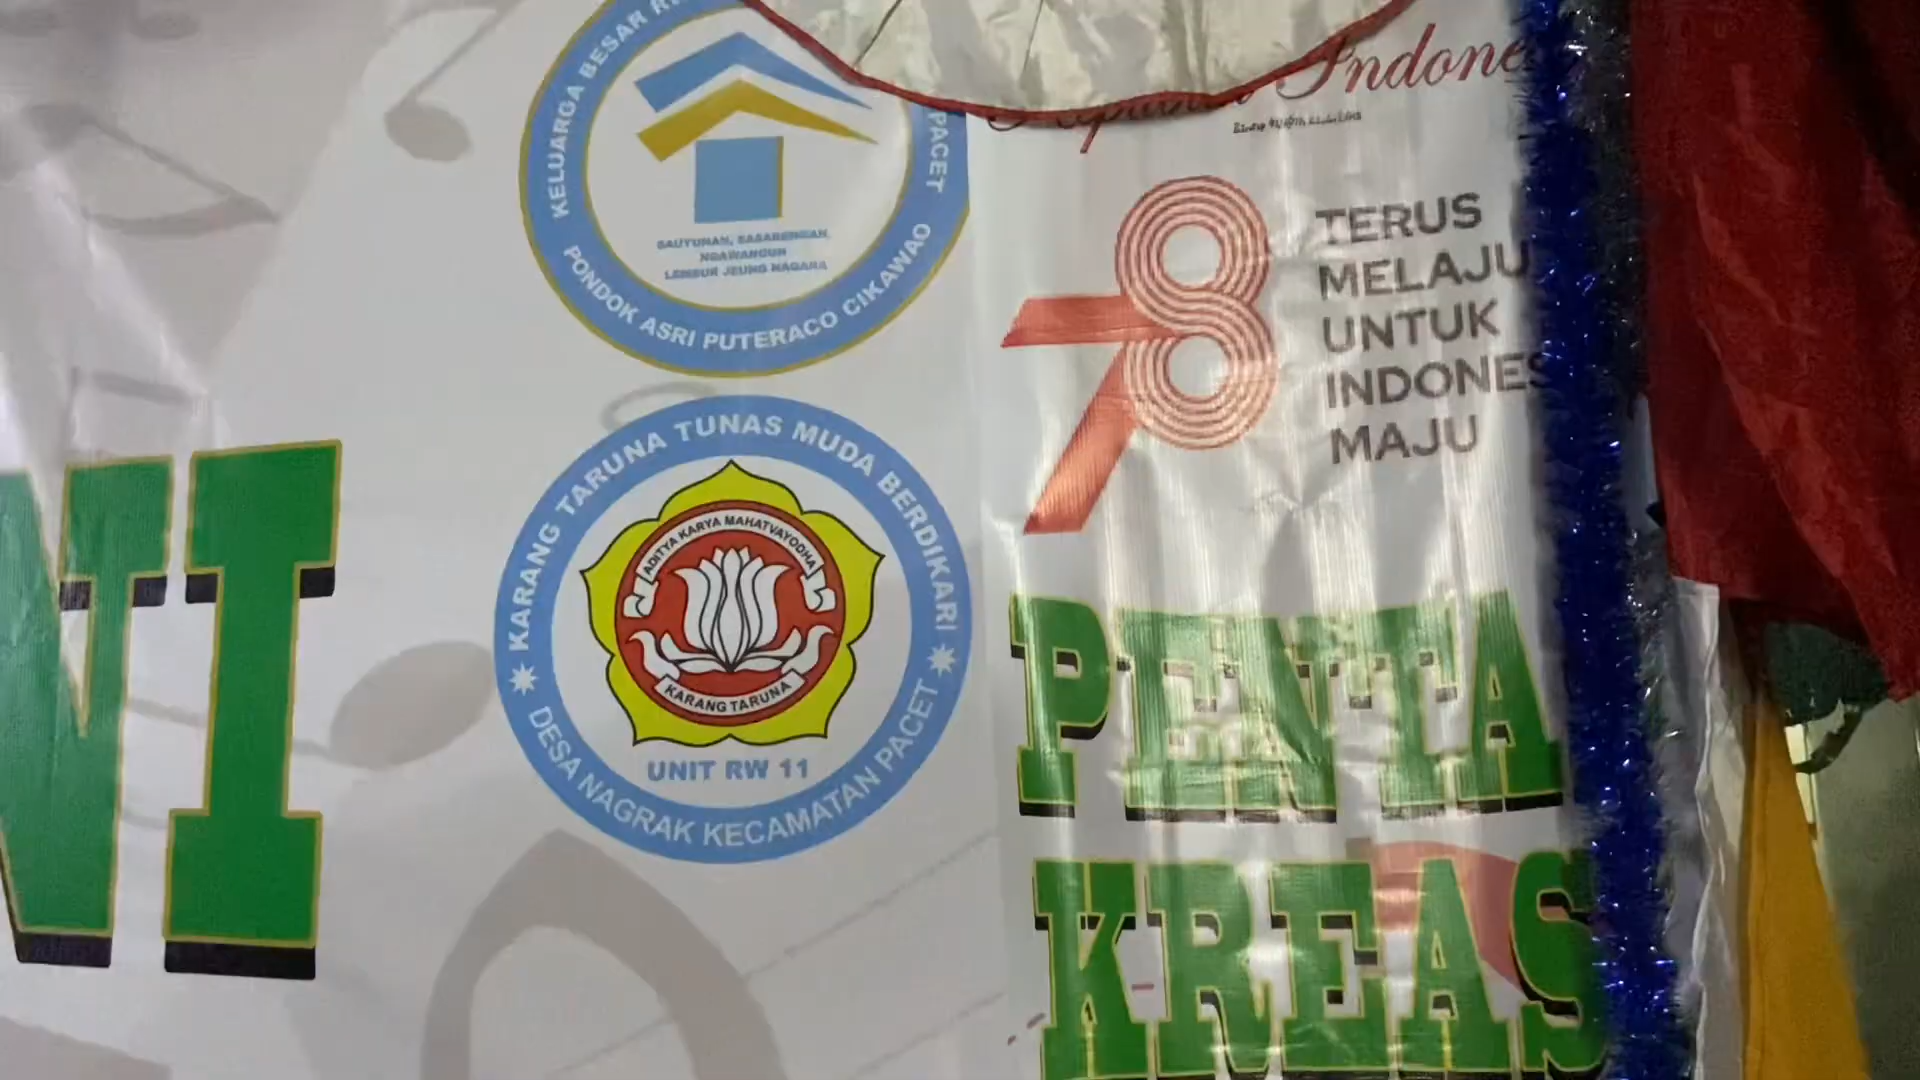 KELUARGA BESAR
PACET
PONDOK ASRI PUTERACO CIKAWAO
SAUYUNAN, SASARENGAN,
NGAWANGUN
LEMBUR JEUNG NAGARA
Indone
78
TERUS
MELAJU
UNTUK
INDONES
MAJU
NI
KARANG TARUNA TUNAS MUDA BERDIKARI
ADITYA KARYA MAHATVAYODHA
KARANG TARUNA
UNIT RW 11
DESA NAGRAK KECAMATAN PACET
PENTA
KREAS